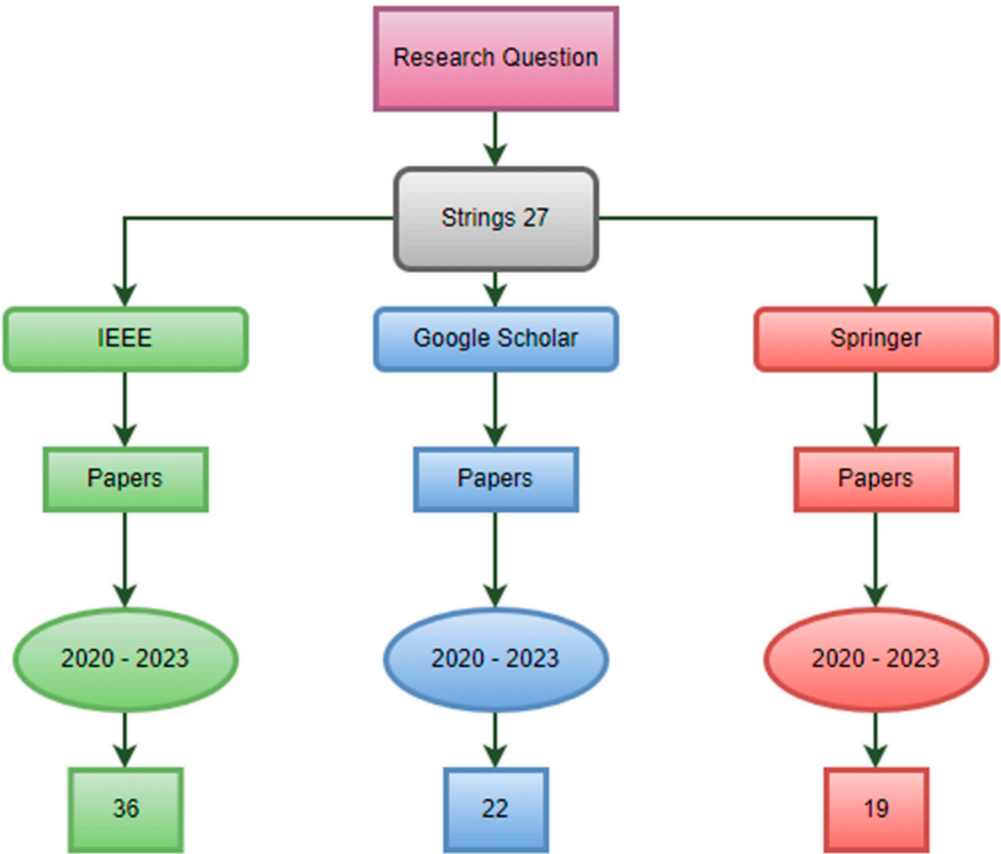 Research Question
Strings 27
IEEE
Google Scholar
Springer
Papers
Papers
Papers
2020 - 2023
2020 - 2023
2020 - 2023
36
22
19